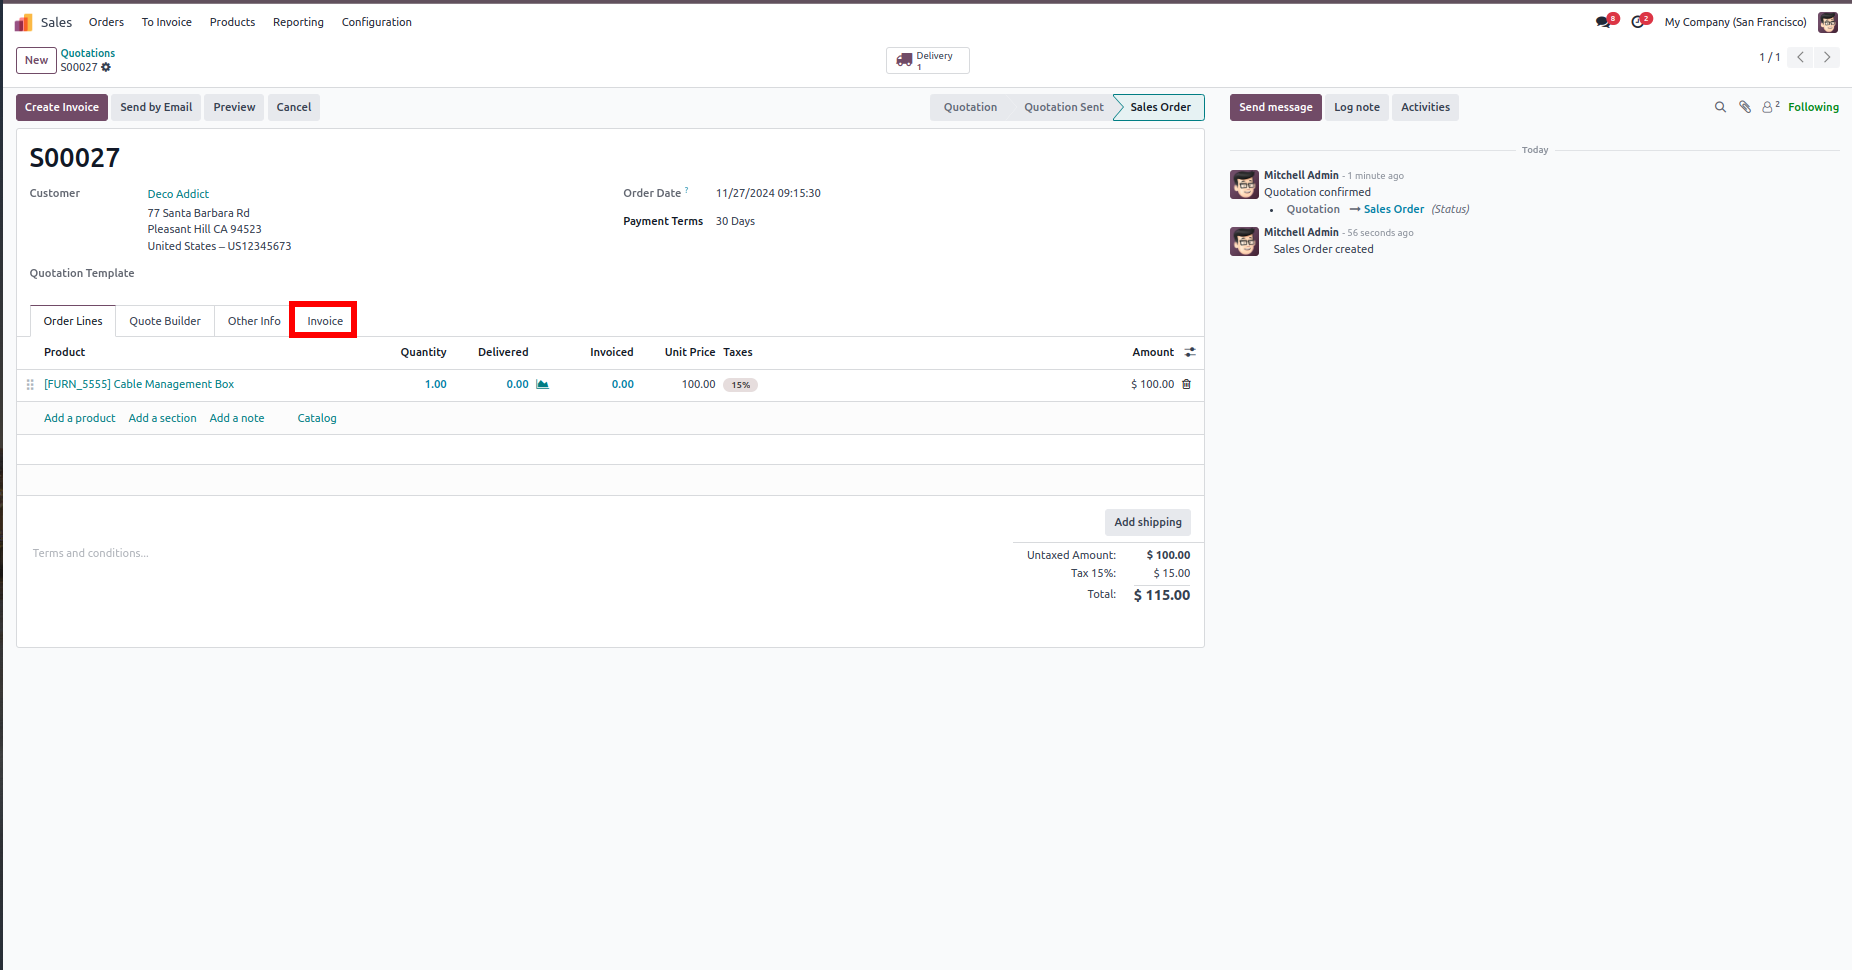 Sales Orders To Invoice Products Reporting Configuration 8 2 My Company (San Francisco)
New Quotations S00027 Delivery 1 1 / 1
Create Invoice Send by Email Preview Cancel Quotation Quotation Sent Sales Order Send message Log note Activities 2 Following
S00027
Customer Deco Addict
77 Santa Barbara Rd
Pleasant Hill CA 94523
United States – US12345673
Order Date ? 11/27/2024 09:15:30
Payment Terms 30 Days
Quotation Template
Order Lines Quote Builder Other Info Invoice
Product Quantity Delivered Invoiced Unit Price Taxes Amount
[FURN_5555] Cable Management Box 1.00 0.00 0.00 100.00 15% $ 100.00
Add a product Add a section Add a note Catalog
Add shipping
Terms and conditions...
Untaxed Amount: $ 100.00
Tax 15%: $ 15.00
Total: $ 115.00
Today
Mitchell Admin - 1 minute ago
Quotation confirmed
• Quotation → Sales Order (Status)
Mitchell Admin - 56 seconds ago
Sales Order created